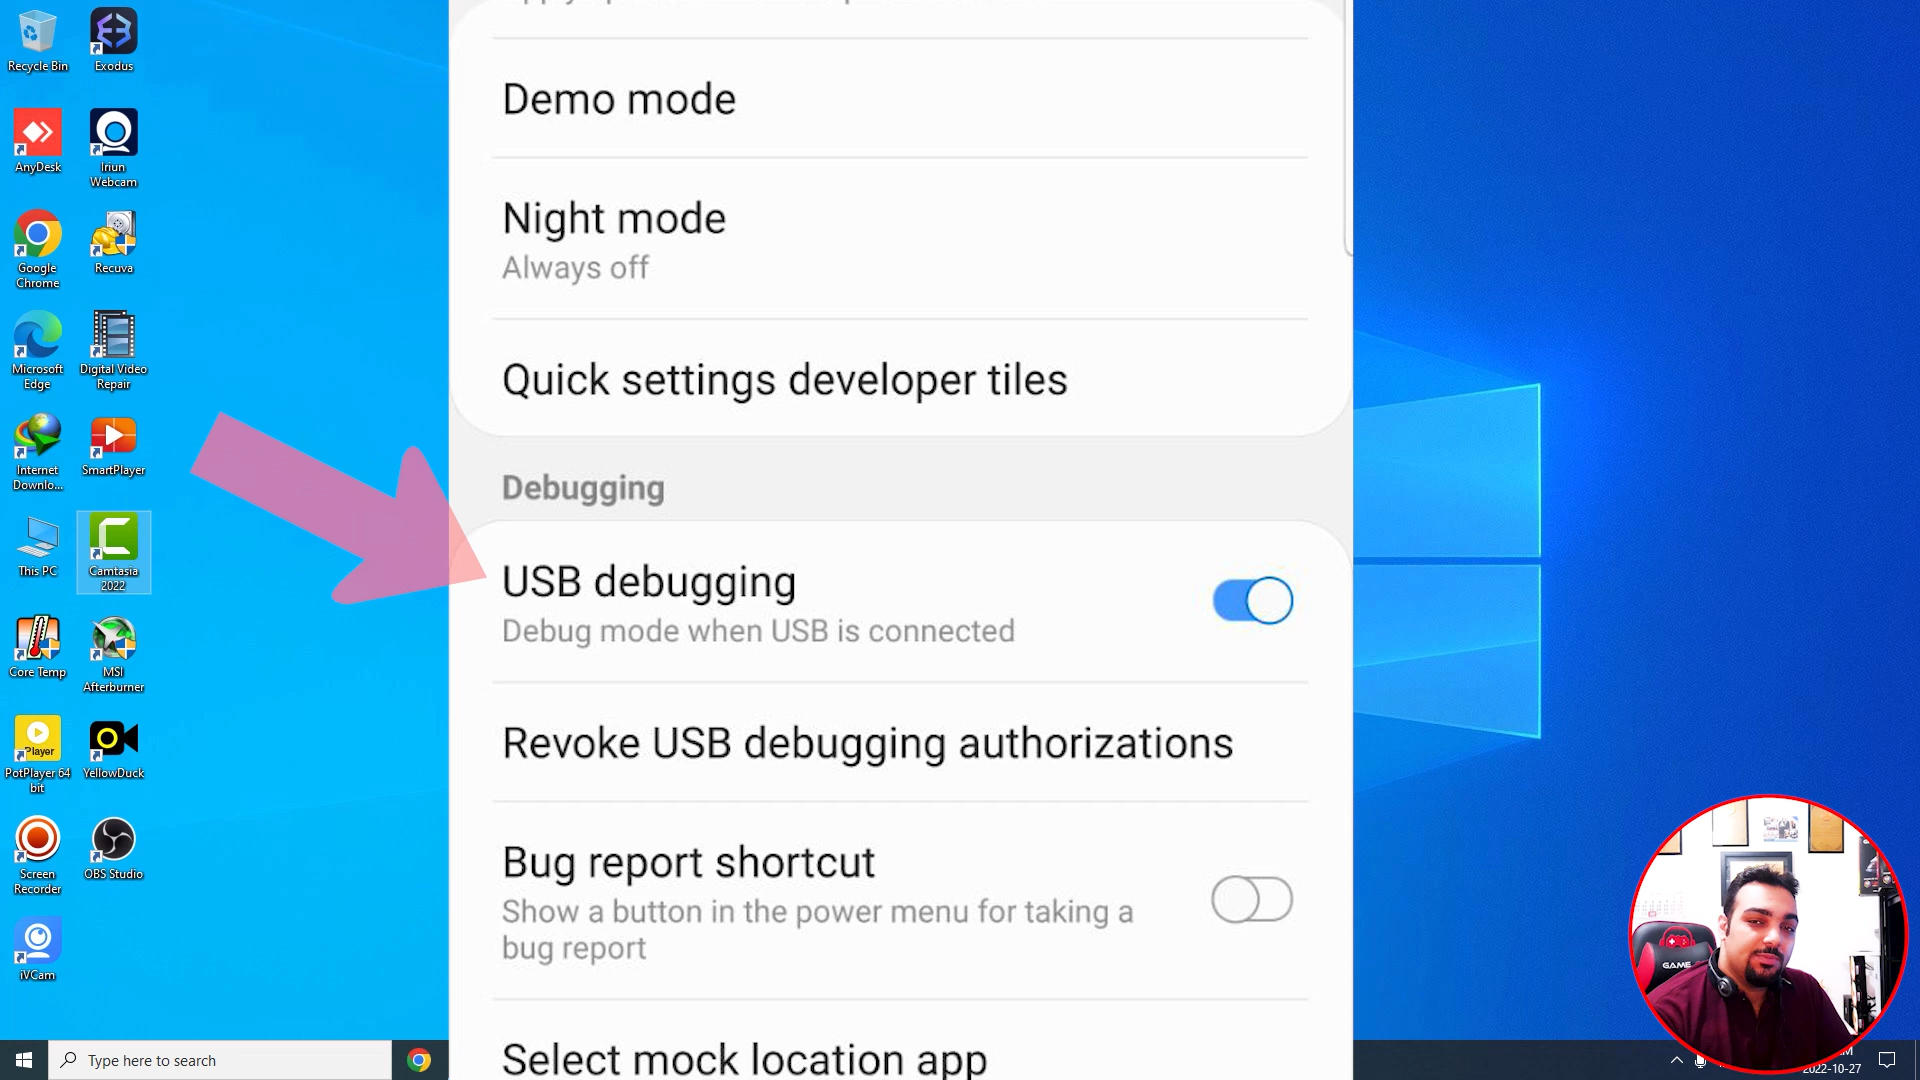 Recycle Bin
Exodus
AnyDesk
Iriun
Webcam
Google
Chrome
Recuva
Microsoft
Edge
Digital Video
Repair
Internet
Downlo...
SmartPlayer
This PC
Camtasia
2022
Core Temp
MSI
Afterburner
Player
PotPlayer 64
bit
YellowDuck
Screen
Recorder
OBS Studio
iVCam
Demo mode
Night mode
Always off
Quick settings developer tiles
Debugging
USB debugging
Debug mode when USB is connected
Revoke USB debugging authorizations
Bug report shortcut
Show a button in the power menu for taking a
bug report
Select mock location app
GAME
Type here to search
2022-10-27